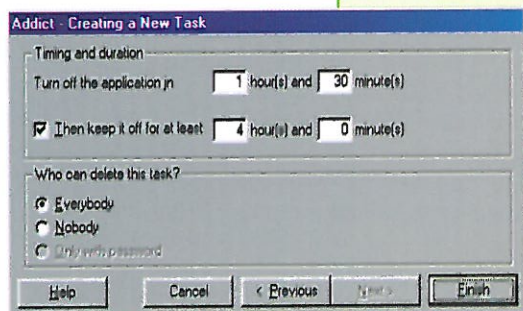 Addict - Creating a New Task
Timing and duration
Turn off the application in 1 hour(s) and 30 minute(s)
Then keep it off for at least 4 hour(s) and 0 minute(s)
Who can delete this task?
Everybody
Nobody
Only with password
Help Cancel < Previous Next > Finish